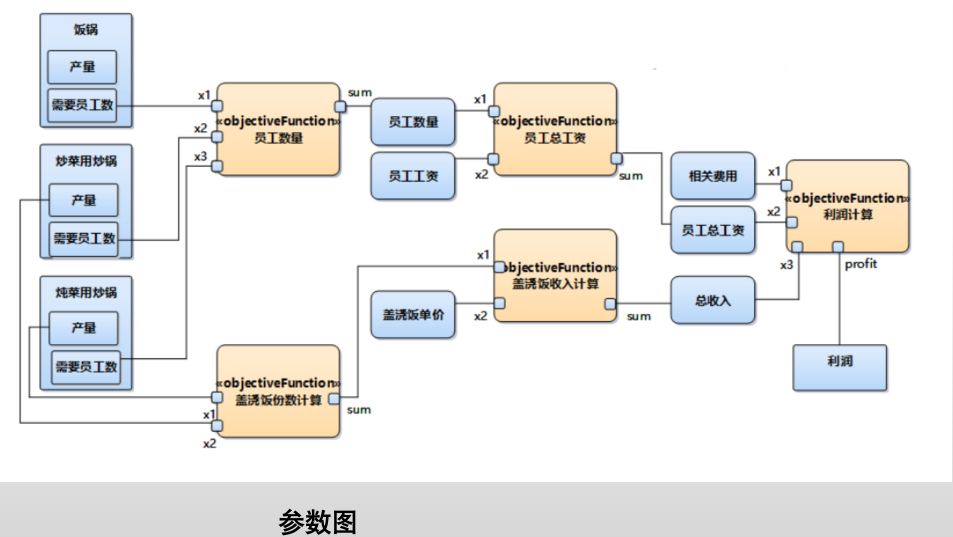 饭锅
产量
需要员工数
炒菜用炒锅
产量
需要员工数
炖菜用炒锅
产量
需要员工数
x1
x2
x3
«objectiveFunction»
员工数量
sum
员工数量
员工工资
x1
x2
«objectiveFunction»
员工总工资
sum
相关费用
员工总工资
总收入
x1
x2
x3
«objectiveFunction»
利润计算
profit
利润
x1
x2
objectiveFunction»
盖浇饭收入计算
sum
盖浇饭单价
«objectiveFunction»
盖浇饭份数计算
x1
x2
sum
参数图